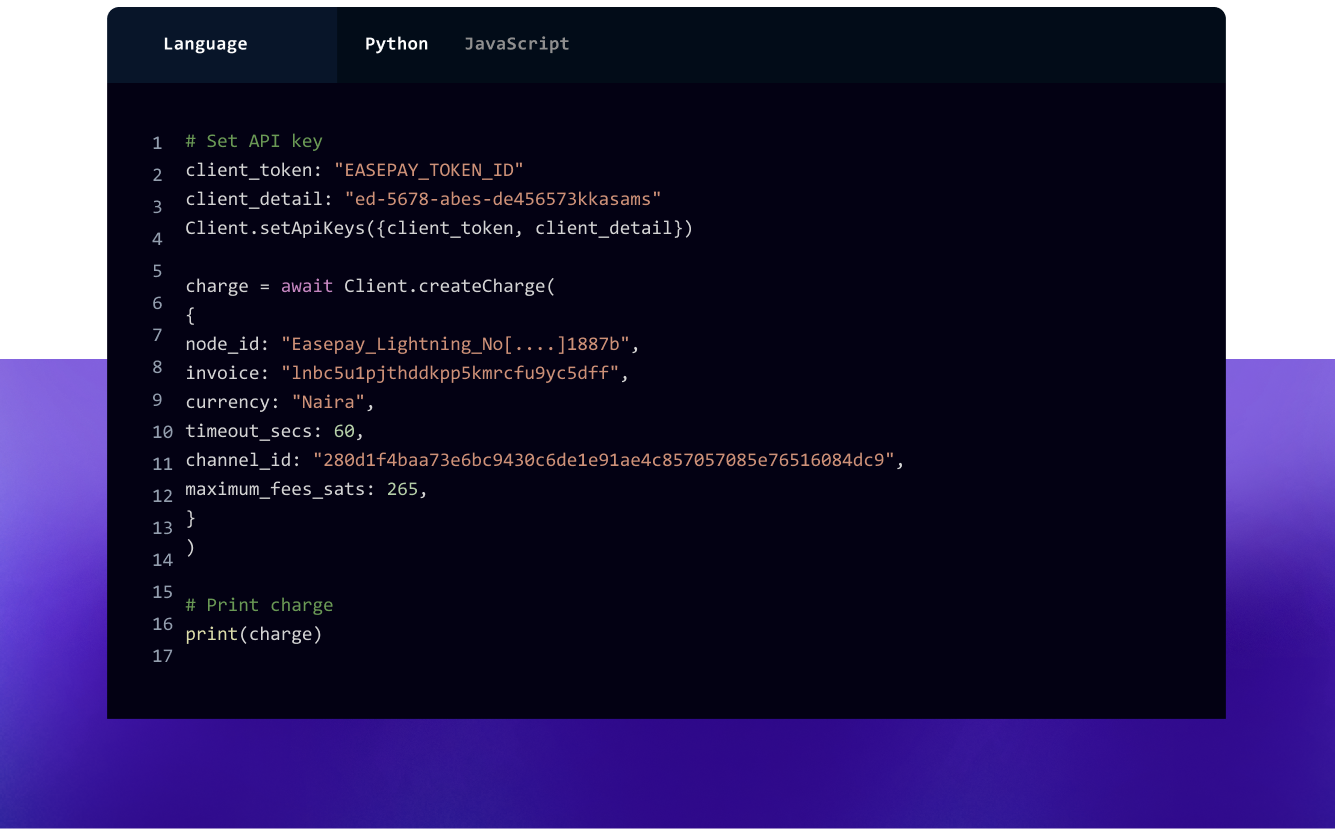 Language Python JavaScript
1 # Set API key
2 client_token: "EASEPAY_TOKEN_ID"
3 client_detail: "ed-5678-abes-de456573kkasams"
4 Client.setApiKeys({client_token, client_detail})
5
6 charge = await Client.createCharge(
7 {
8 node_id: "Easepay_Lightning_No[....]1887b",
9 invoice: "lnbc5u1pjthddkpp5kmrcfu9yc5dff",
10 currency: "Naira",
11 timeout_secs: 60,
12 channel_id: "280d1f4baa73e6bc9430c6de1e91ae4c857057085e76516084dc9",
13 maximum_fees_sats: 265,
14 }
15 )
16
17 # Print charge
print(charge)